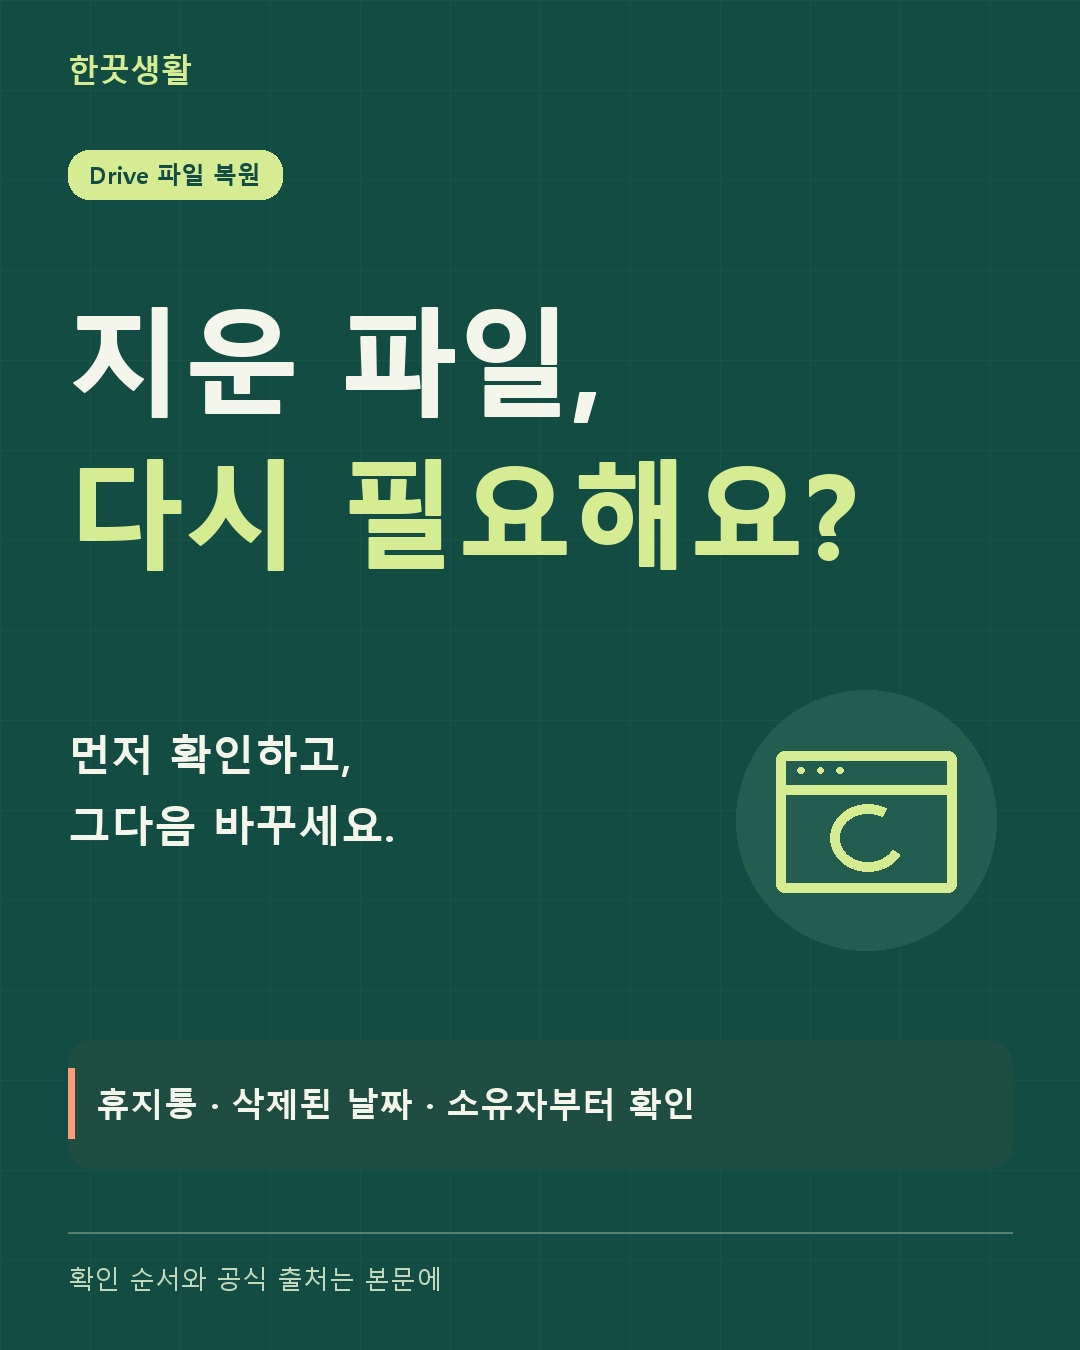 한끗생활
Drive 파일 복원
지운 파일,
다시 필요해요?
먼저 확인하고,
그다음 바꾸세요.
휴지통 · 삭제된 날짜 · 소유자부터 확인
확인 순서와 공식 출처는 본문에